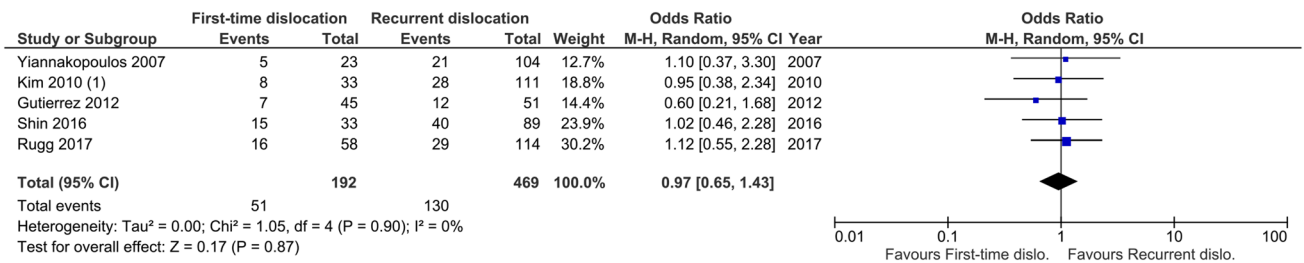 First-time dislocation Recurrent dislocation Odds Ratio Odds Ratio
Study or Subgroup Events Total Events Total Weight M-H, Random, 95% CI Year M-H, Random, 95% CI
Yiannakopoulos 2007 5 23 21 104 12.7% 1.10 [0.37, 3.30] 2007
Kim 2010 (1) 8 33 28 111 18.8% 0.95 [0.38, 2.34] 2010
Gutierrez 2012 7 45 12 51 14.4% 0.60 [0.21, 1.68] 2012
Shin 2016 15 33 40 89 23.9% 1.02 [0.46, 2.28] 2016
Rugg 2017 16 58 29 114 30.2% 1.12 [0.55, 2.28] 2017
Total (95% CI) 192 469 100.0% 0.97 [0.65, 1.43]
Total events 51 130
Heterogeneity: Tau² = 0.00; Chi² = 1.05, df = 4 (P = 0.90); I² = 0%
Test for overall effect: Z = 0.17 (P = 0.87)
0.01 0.1 1 10 100
Favours First-time dislo. Favours Recurrent dislo.